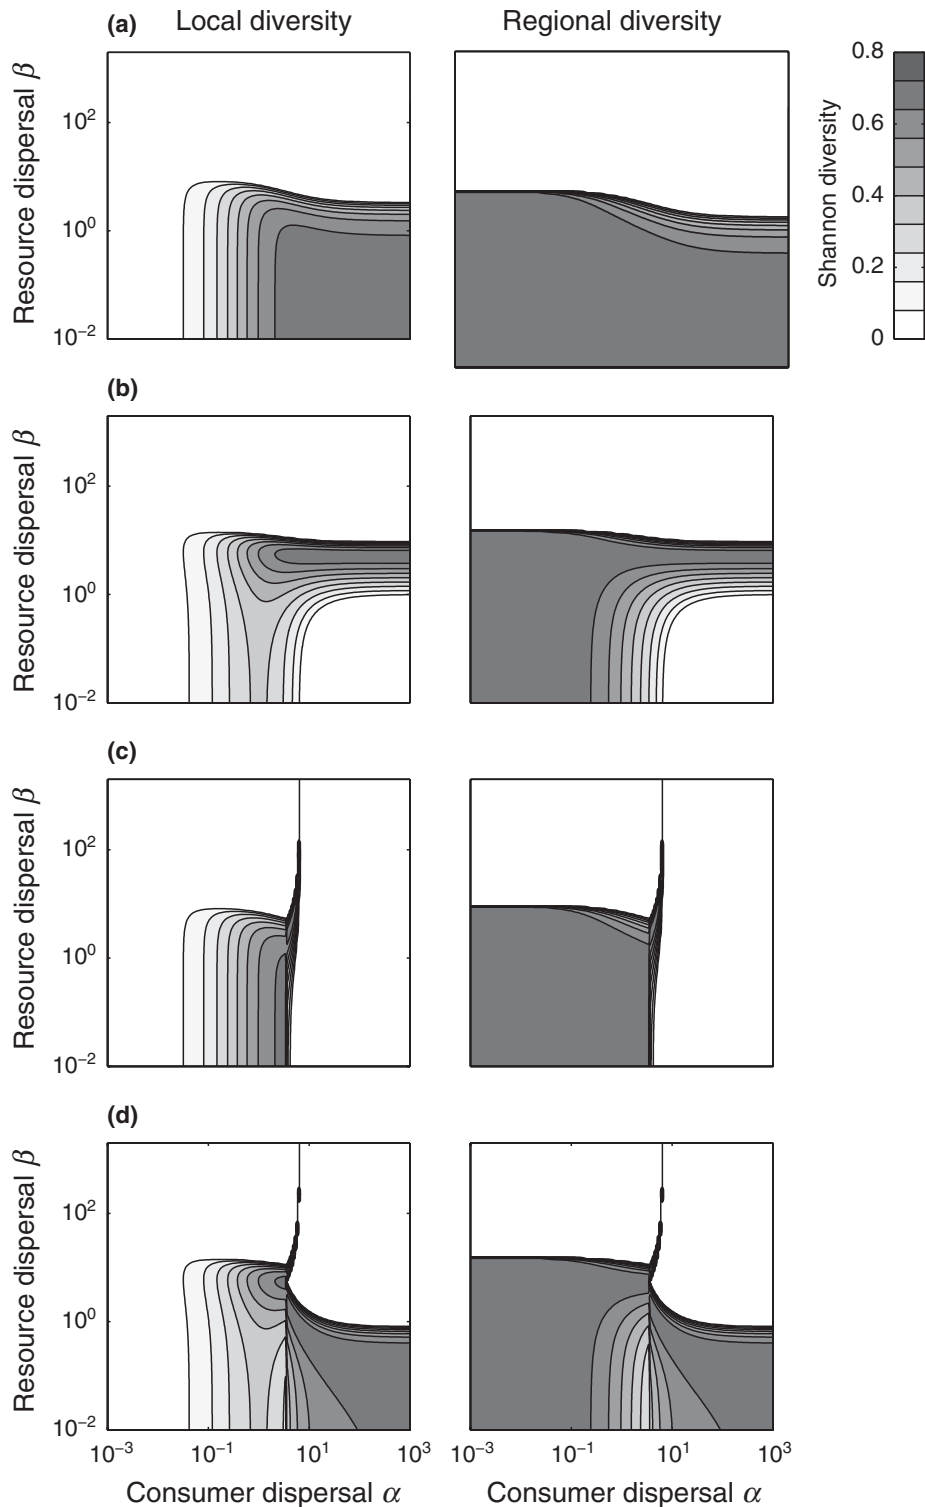 (a) Local diversity Regional diversity
Resource dispersal β
10² 10⁰ 10⁻²
Shannon diversity
0.8 0.6 0.4 0.2 0
(b)
Resource dispersal β
10² 10⁰ 10⁻²
(c)
Resource dispersal β
10² 10⁰ 10⁻²
(d)
Resource dispersal β
10² 10⁰ 10⁻²
10⁻³ 10⁻¹ 10¹ 10³ 10⁻³ 10⁻¹ 10¹ 10³
Consumer dispersal α Consumer dispersal α